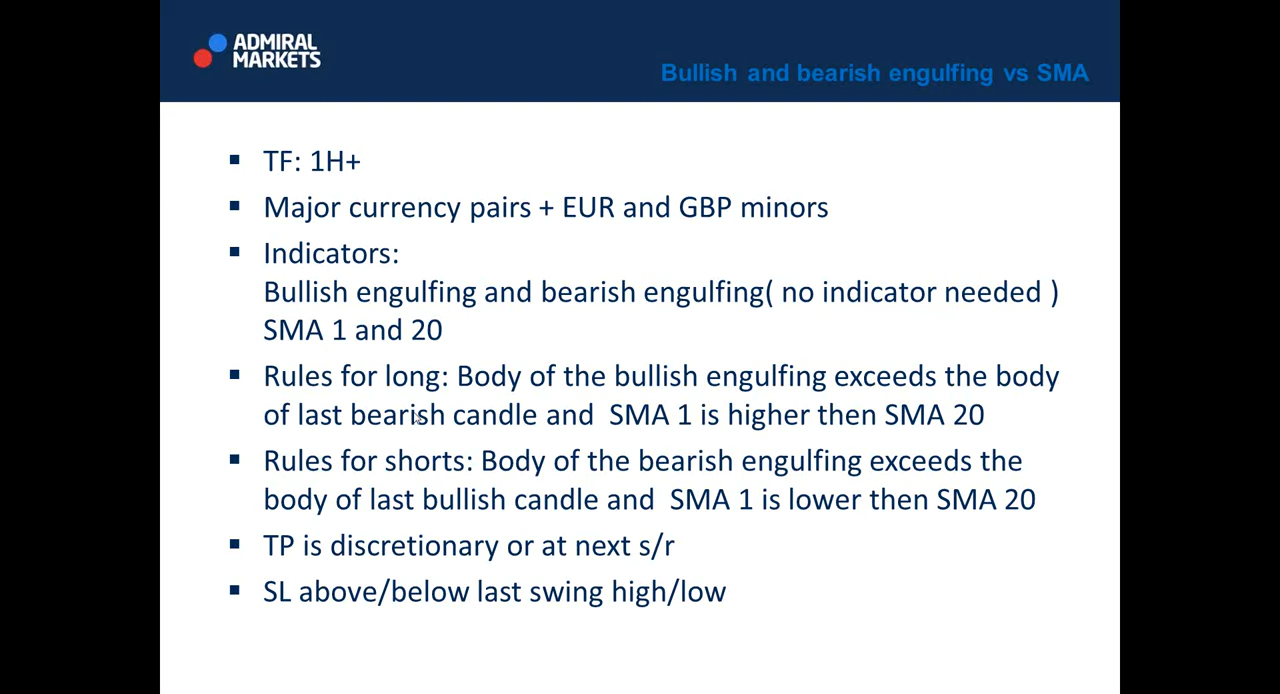 ADMIRAL
MARKETS
Bullish and bearish engulfing vs SMA
TF: 1H+
Major currency pairs + EUR and GBP minors
Indicators:
Bullish engulfing and bearish engulfing( no indicator needed )
SMA 1 and 20
Rules for long: Body of the bullish engulfing exceeds the body
of last bearish candle and SMA 1 is higher then SMA 20
Rules for shorts: Body of the bearish engulfing exceeds the
body of last bullish candle and SMA 1 is lower then SMA 20
TP is discretionary or at next s/r
SL above/below last swing high/low